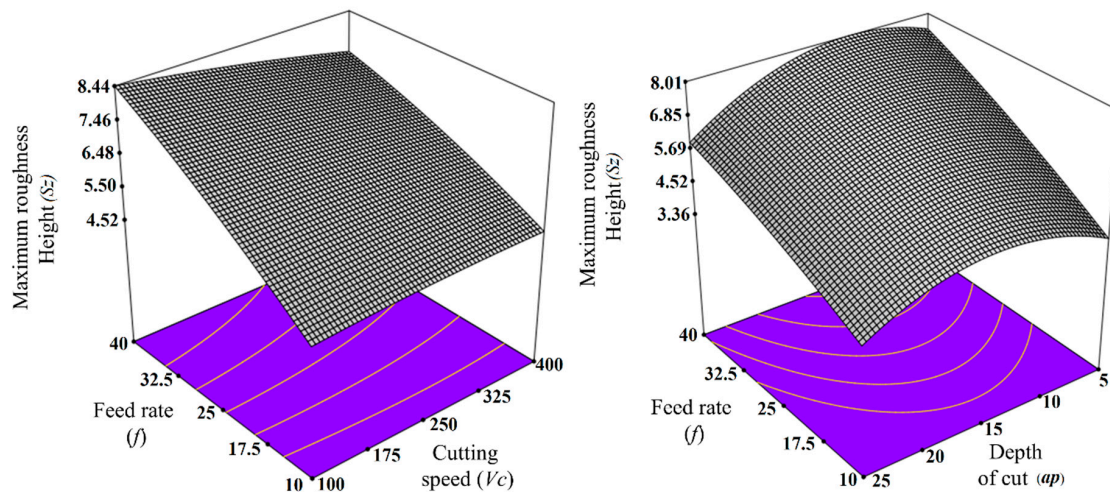 Maximum roughness
Height (Sz)
8.44
7.46
6.48
5.50
4.52
40
32.5
25
17.5
10
Feed rate
(f)
100
175
250
325
400
Cutting
speed (Vc)
Maximum roughness
Height (Sz)
8.01
6.85
5.69
4.52
3.36
40
32.5
25
17.5
10
Feed rate
(f)
25
20
15
10
5
Depth
of cut (ap)